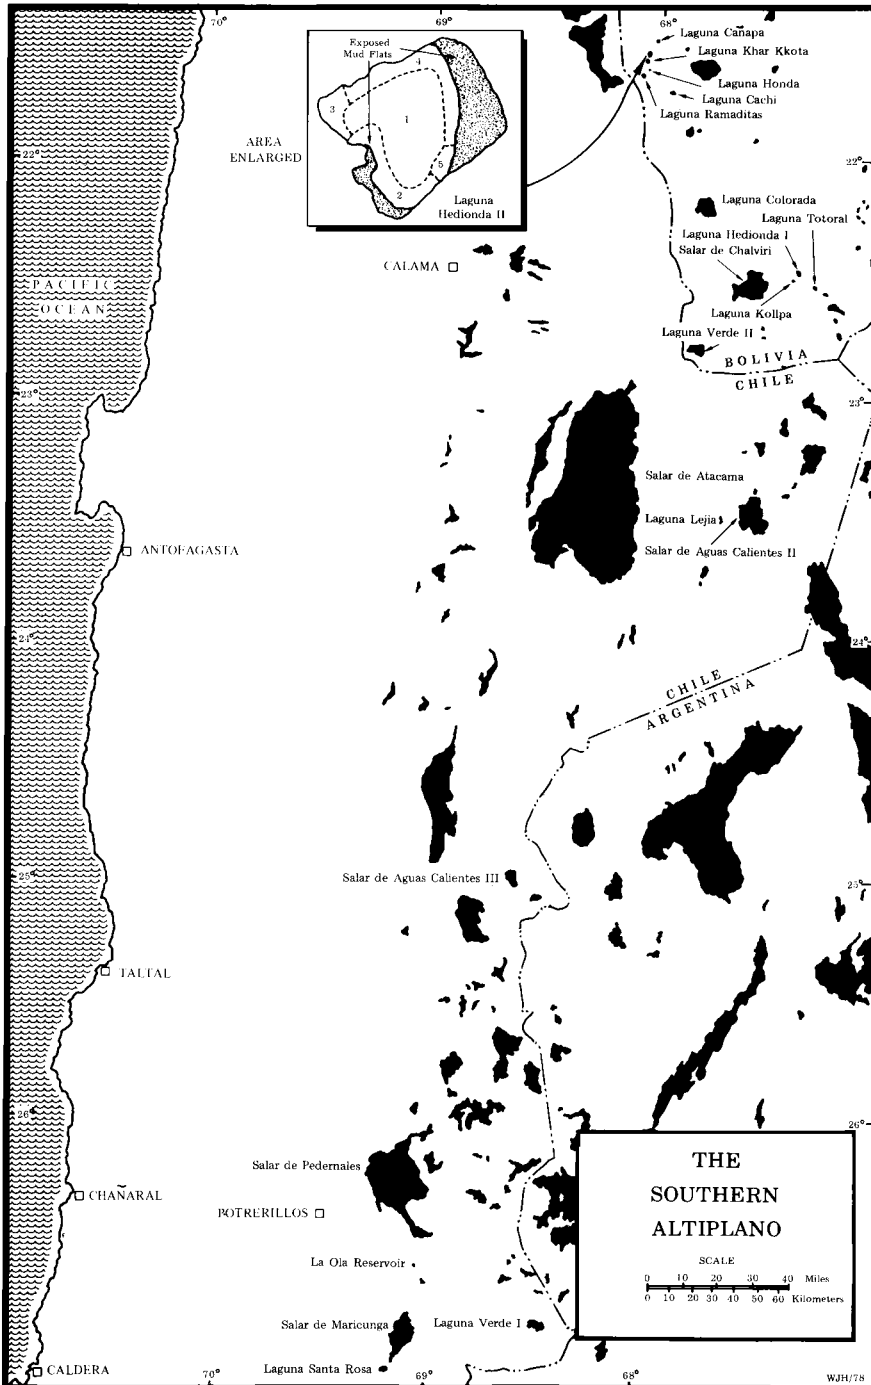 70°
69°
68°
Exposed
Mud Flats
4
3
1
5
2
Laguna
Hedionda II
AREA
ENLARGED
Laguna Cañapa
Laguna Khar Kkota
Laguna Honda
Laguna Cachi
Laguna Ramaditas
22°
22°
Laguna Colorada
Laguna Totoral
Laguna Hedionda I
Salar de Chalviri
CALAMA
PACIFIC
OCEAN
Laguna Kollpa
Laguna Verde II
BOLIVIA
CHILE
23°
23°
Salar de Atacama
Laguna Lejia
Salar de Aguas Calientes II
ANTOFAGASTA
24°
24°
CHILE
ARGENTINA
25°
Salar de Aguas Calientes III
25°
TALTAL
26°
26°
THE
SOUTHERN
ALTIPLANO
SCALE
0 10 20 30 40 Miles
0 10 20 30 40 50 60 Kilometers
Salar de Pedernales
CHAÑARAL
POTRERILLOS
La Ola Reservoir
Salar de Maricunga
Laguna Verde I
CALDERA
Laguna Santa Rosa
70°
69°
68°
WJH/78